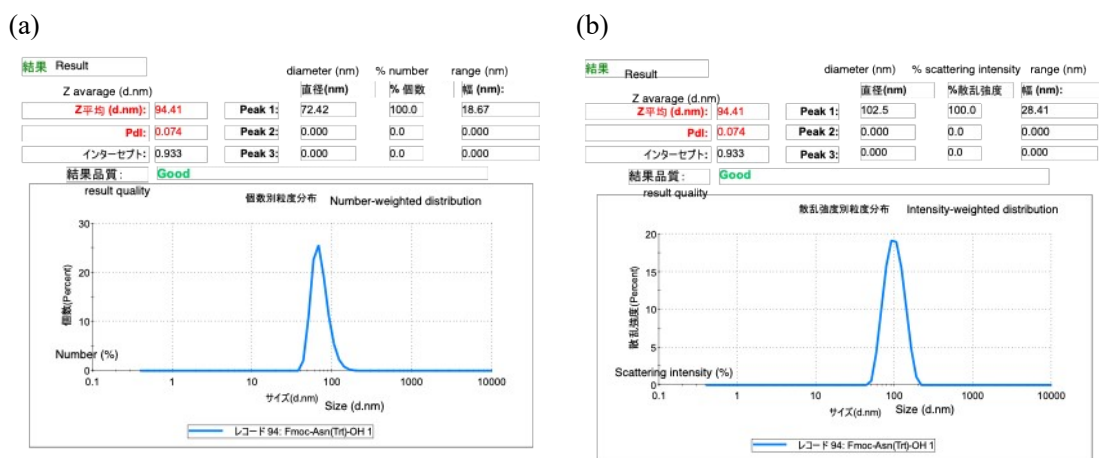 (a)
結果 Result
diameter (nm) % number range (nm)
Z avarage (d.nm) 直径(nm) % 個数 幅 (nm):
Z平均 (d.nm): 94.41 Peak 1: 72.42 100.0 18.67
PdI: 0.074 Peak 2: 0.000 0.0 0.000
インターセプト: 0.933 Peak 3: 0.000 0.0 0.000
結果品質: Good
result quality
個数別粒度分布 Number-weighted distribution
個数(Percent)
30
20
10
0
Number (%)
0.1 1 10 100 1000 10000
サイズ(d.nm) Size (d.nm)
レコード 94: Fmoc-Asn(Trt)-OH 1
(b)
結果 Result
diameter (nm) % scattering intensity range (nm)
Z avarage (d.nm) 直径(nm) %散乱強度 幅 (nm):
Z平均 (d.nm): 94.41 Peak 1: 102.5 100.0 28.41
PdI: 0.074 Peak 2: 0.000 0.0 0.000
インターセプト: 0.933 Peak 3: 0.000 0.0 0.000
結果品質: Good
result quality
散乱強度別粒度分布 Intensity-weighted distribution
散乱強度(Percent)
20
15
10
5
0
Scattering intensity (%)
0.1 1 10 100 1000 10000
サイズ(d.nm) Size (d.nm)
レコード 94: Fmoc-Asn(Trt)-OH 1